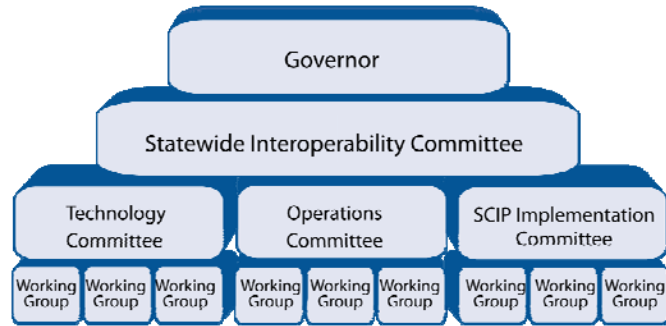 Governor
Statewide Interoperability Committee
Technology
Committee
Operations
Committee
SCIP Implementation
Committee
Working
Group
Working
Group
Working
Group
Working
Group
Working
Group
Working
Group
Working
Group
Working
Group
Working
Group